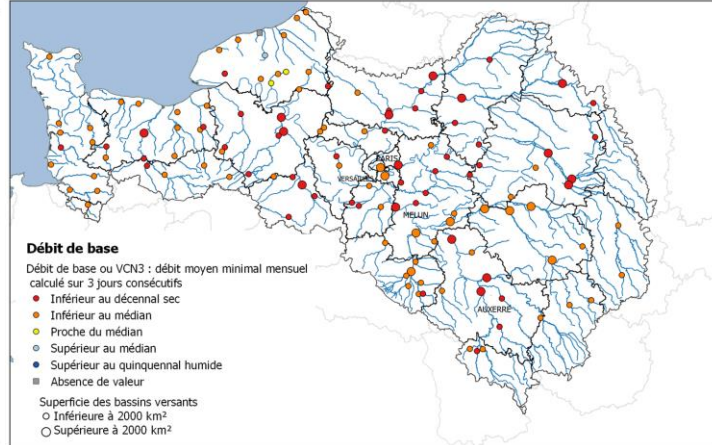 PARIS
VERSAILLES
MELUN
AUXERRE
Débit de base
Débit de base ou VCN3 : débit moyen minimal mensuel
calculé sur 3 jours consécutifs
Inférieur au décennal sec
Inférieur au médian
Proche du médian
Supérieur au médian
Supérieur au quinquennal humide
Absence de valeur
Superficie des bassins versants
Inférieure à 2000 km²
Supérieure à 2000 km²